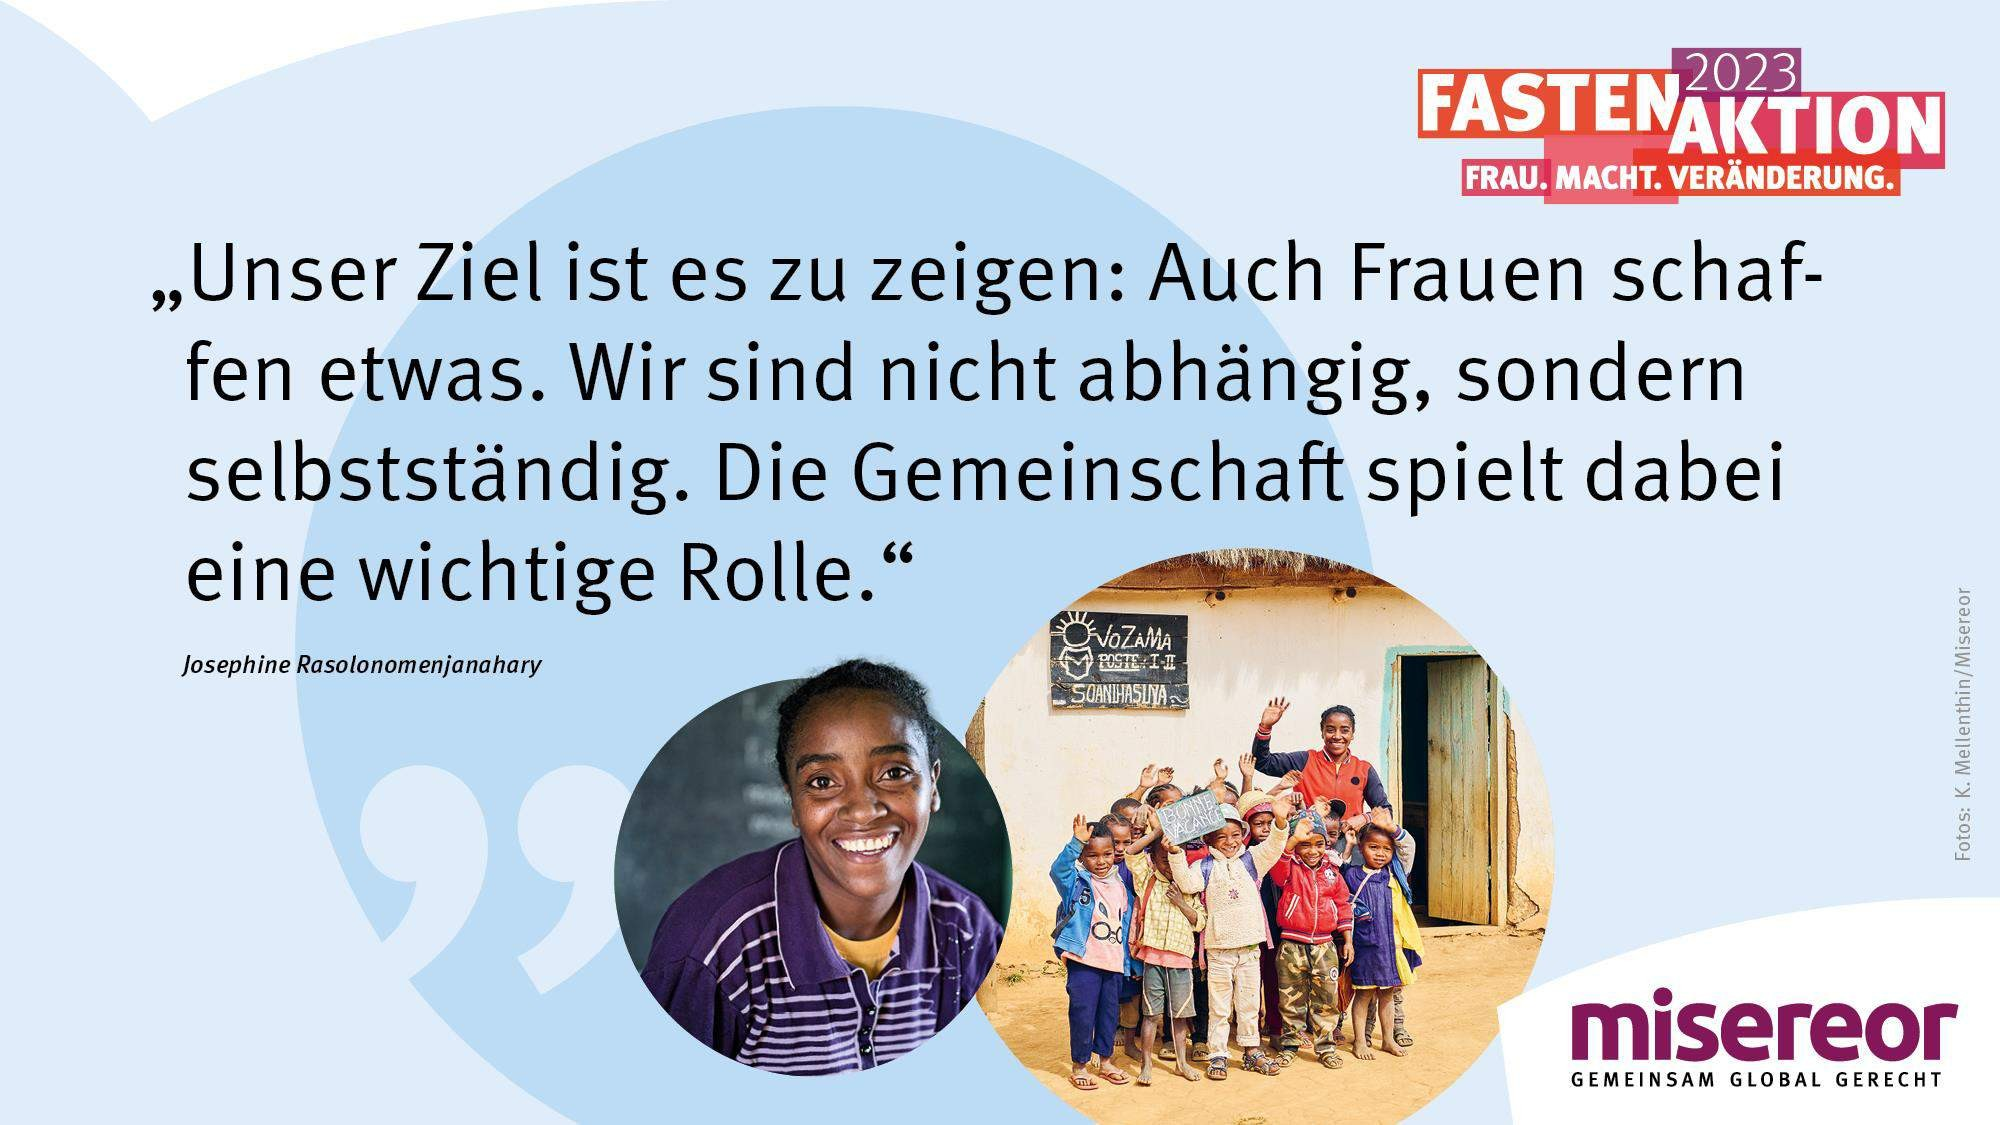 2023
FASTENAKTION
FRAU. MACHT. VERÄNDERUNG.
„Unser Ziel ist es zu zeigen: Auch Frauen schaf-
fen etwas. Wir sind nicht abhängig, sondern
selbstständig. Die Gemeinschaft spielt dabei
eine wichtige Rolle.“
Josephine Rasolonomenjanahary
VOZAMA
POSTE: I-II
SOANIHASINA
BONNE
VACANCE
Fotos: K. Mellenthin/Misereor
misereor
GEMEINSAM GLOBAL GERECHT